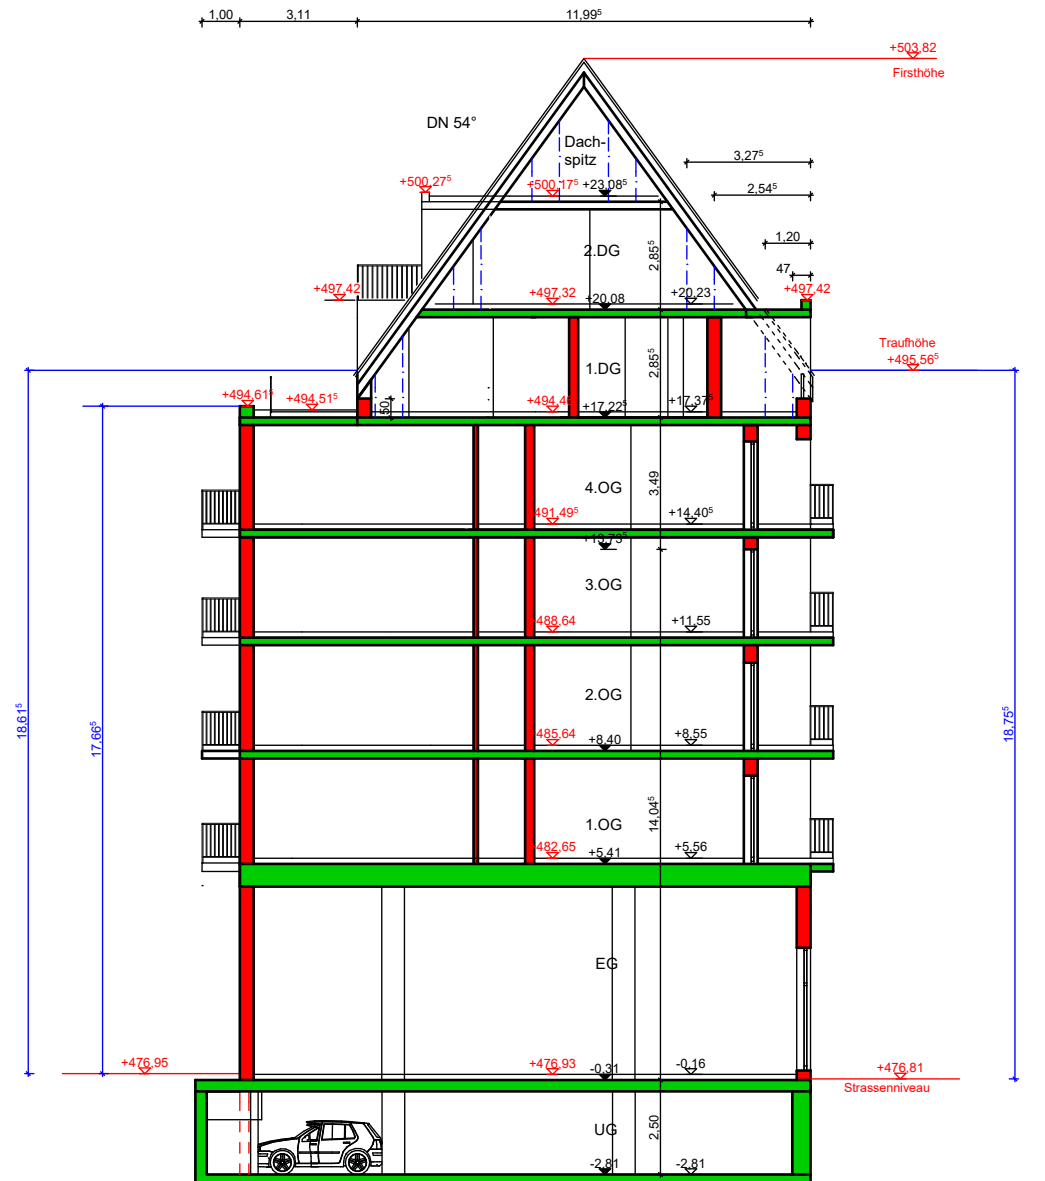 1,00 3,11 11,99⁵
+503,82
Firsthöhe
DN 54°
Dach-
spitz
3,27⁵
+500,27⁵ +500,17⁵ +23,08⁵
2,54⁵
1,20
2.DG 2,85⁵
47
+497,42 +497,32 +20,08 +20,23 +497,42
Traufhöhe
+495,56⁵
1.DG 2,85⁵
+494,61⁵ +494,51⁵ 50 +17,22⁵ +17,37⁵
4.OG 3,49
491,49⁵ +14,40⁵
+13,73⁵
3.OG
488,64 +11,55
2.OG
18,61⁵ 17,66⁵ 18,75⁵
485,64 +8,40 +8,55
1.OG 14,04⁵
482,65 +5,41 +5,56
EG
+476,95 +476,93 -0,31 -0,16 +476,81
Strassenniveau
UG 2,50
-2,81 -2,81